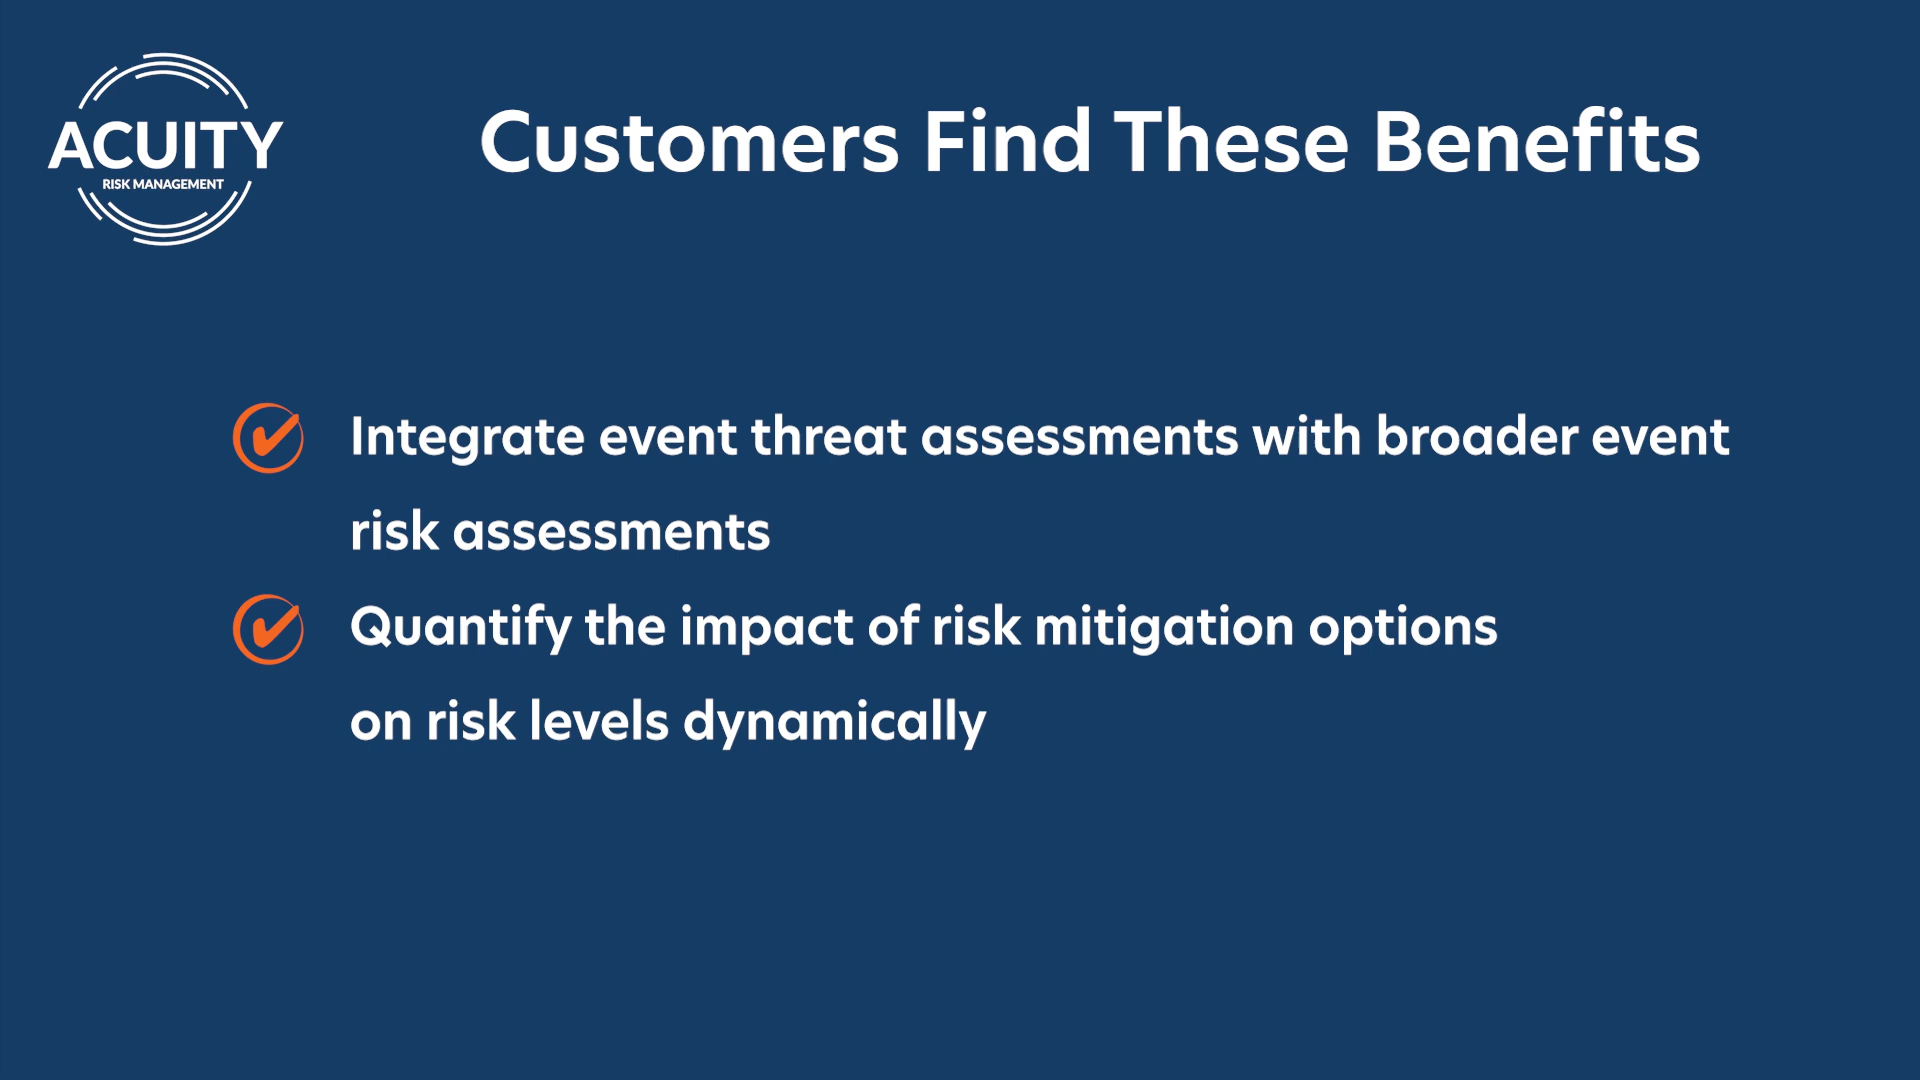 ACUITY
RISK MANAGEMENT
Customers Find These Benefits
Integrate event threat assessments with broader event
risk assessments
Quantify the impact of risk mitigation options
on risk levels dynamically